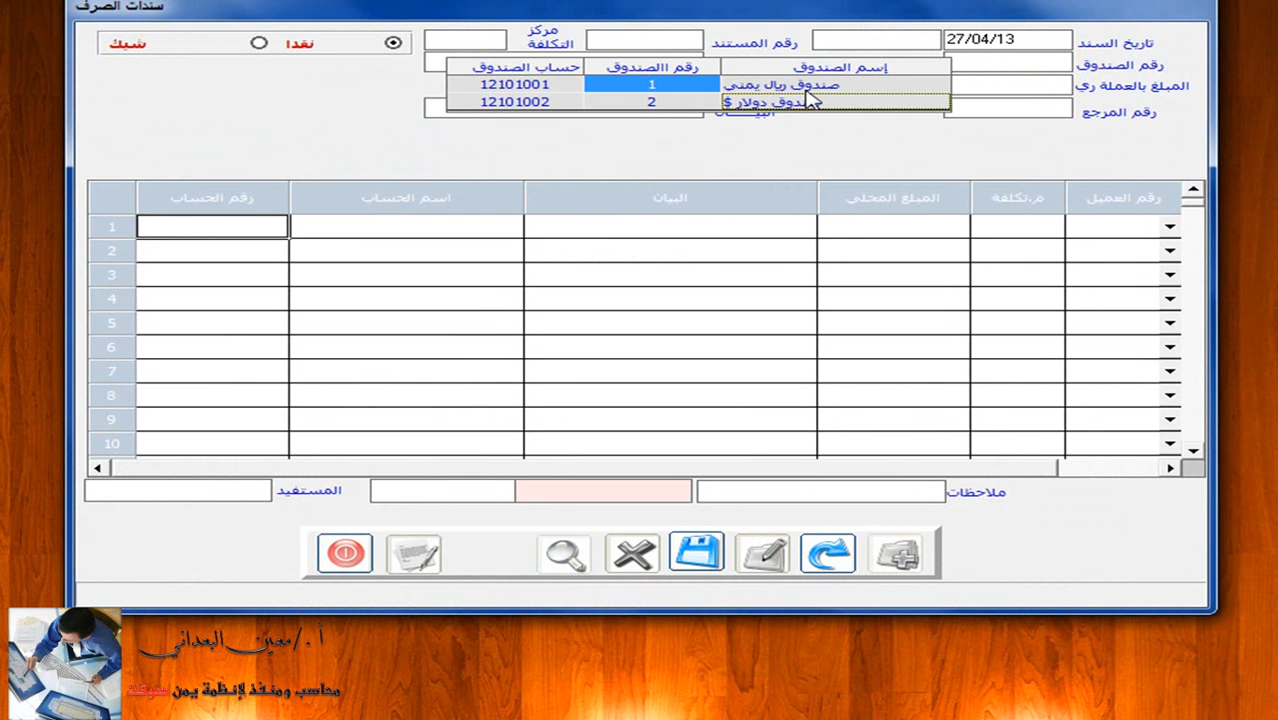 سندات الصرف
تاريخ السند 27/04/13 رقم المستند مركز التكلفة نقدا شيك
رقم الصندوق
المبلغ بالعملة ري
رقم المرجع
إسم الصندوق رقم االصندوق حساب الصندوق
صندوق ريال يمني 1 12101001
صندوق دولار $ 2 12101002
رقم العميل م.تكلفة المبلغ المحلي البيان اسم الحساب رقم الحساب
1
2
3
4
5
6
7
8
9
10
ملاحظات المستفيد
أ./معين البعداني
محاسب ومنفذ لإنظمة يمن سوفت